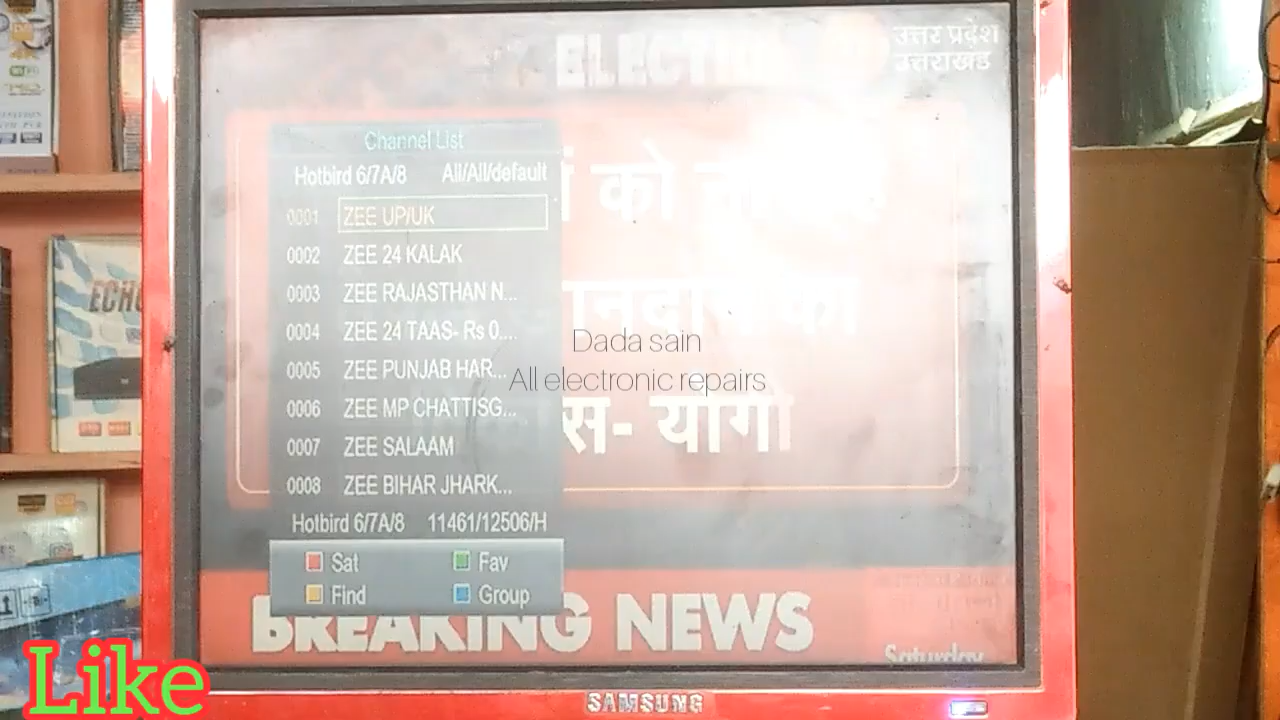 ELECTION
उत्तर प्रदेश
उत्तराखंड
Channel List
Hotbird 6/7A/8 All/All/default
0001 ZEE UP/UK
0002 ZEE 24 KALAK
0003 ZEE RAJASTHAN N...
0004 ZEE 24 TAAS- Rs 0....
0005 ZEE PUNJAB HAR...
0006 ZEE MP CHATTISG...
0007 ZEE SALAAM
0008 ZEE BIHAR JHARK...
Hotbird 6/7A/8 11461/12506/H
Sat Fav
Find Group
को
का
स- योगी
Dada sain
All electronic repairs
BREAKING NEWS
Saturday
Like
SAMSUNG
ECHO